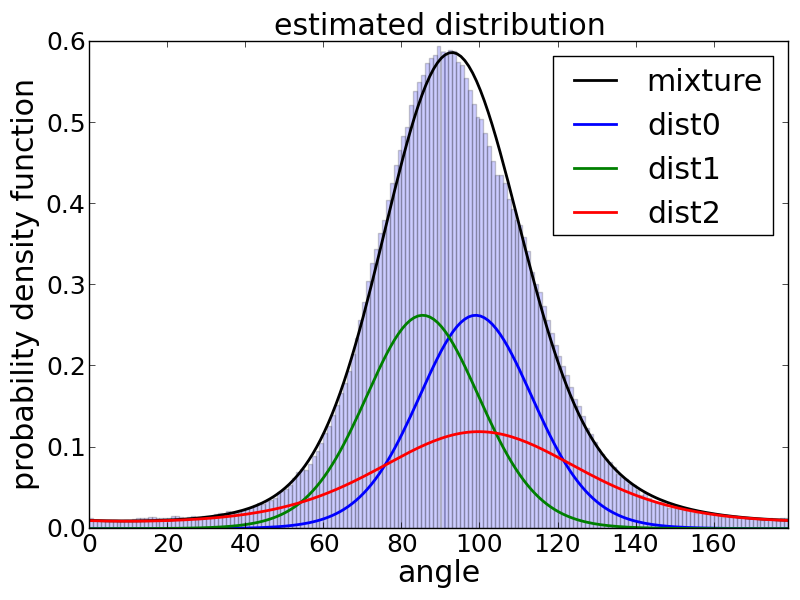 estimated distribution
probability density function
0.6
0.5
0.4
0.3
0.2
0.1
0.0
mixture
dist0
dist1
dist2
0 20 40 60 80 100 120 140 160
angle